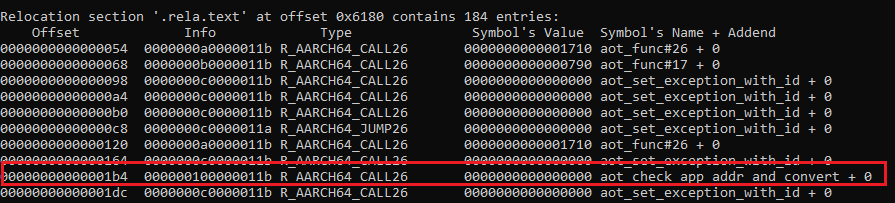 Relocation section '.rela.text' at offset 0x6180 contains 184 entries:
Offset Info Type Symbol's Value Symbol's Name + Addend
0000000000000054 0000000a0000011b R_AARCH64_CALL26 0000000000001710 aot_func#26 + 0
0000000000000068 0000000b0000011b R_AARCH64_CALL26 0000000000000790 aot_func#17 + 0
0000000000000098 0000000c0000011b R_AARCH64_CALL26 0000000000000000 aot_set_exception_with_id + 0
00000000000000a4 0000000c0000011b R_AARCH64_CALL26 0000000000000000 aot_set_exception_with_id + 0
00000000000000b0 0000000c0000011b R_AARCH64_CALL26 0000000000000000 aot_set_exception_with_id + 0
00000000000000c8 0000000c0000011a R_AARCH64_JUMP26 0000000000000000 aot_set_exception_with_id + 0
0000000000000120 0000000a0000011b R_AARCH64_CALL26 0000000000001710 aot_func#26 + 0
0000000000000164 0000000c0000011b R_AARCH64_CALL26 0000000000000000 aot_set_exception_with_id + 0
00000000000001b4 000000100000011b R_AARCH64_CALL26 0000000000000000 aot_check_app_addr_and_convert + 0
00000000000001dc 0000000c0000011b R_AARCH64_CALL26 0000000000000000 aot_set_exception_with_id + 0